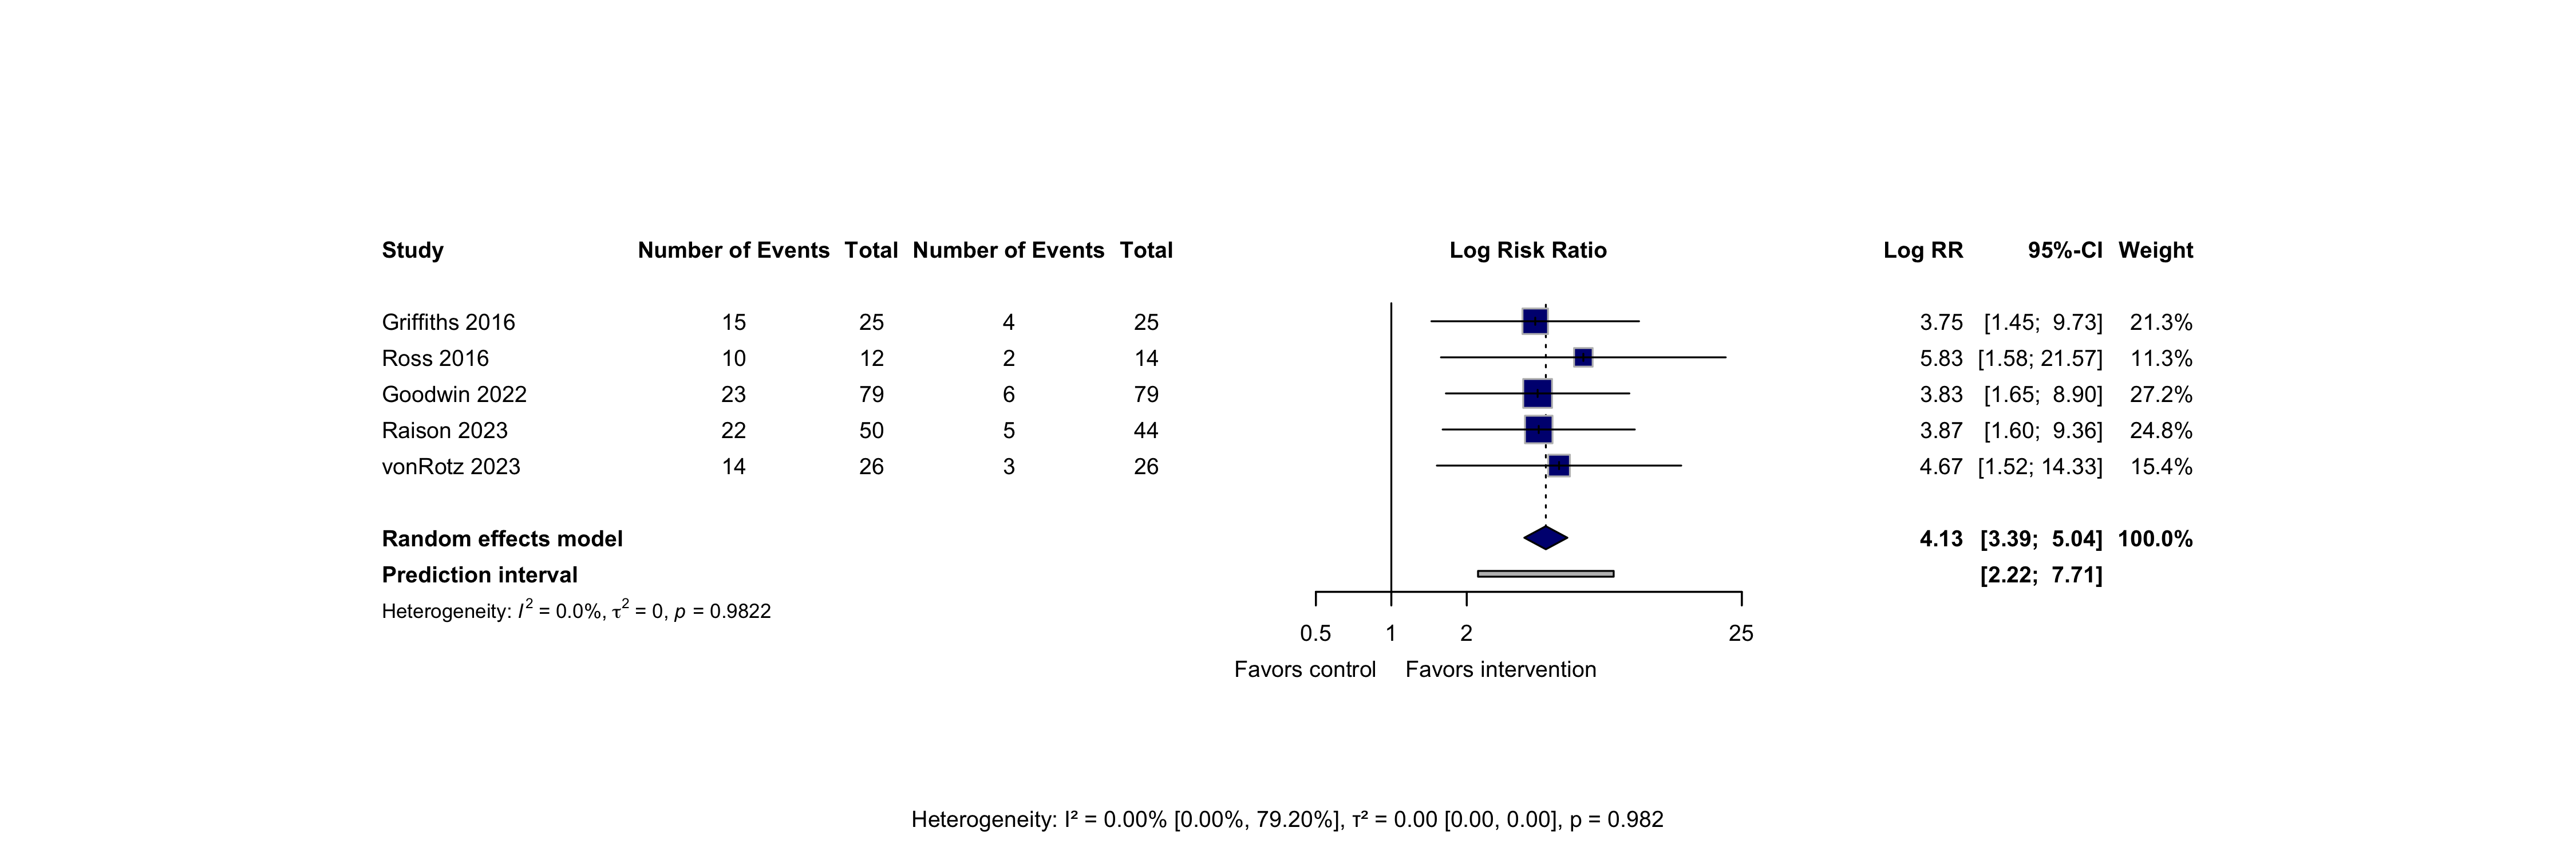 Study Number of Events Total Number of Events Total Log Risk Ratio Log RR 95%-CI Weight
Griffiths 2016 15 25 4 25 3.75 [1.45; 9.73] 21.3%
Ross 2016 10 12 2 14 5.83 [1.58; 21.57] 11.3%
Goodwin 2022 23 79 6 79 3.83 [1.65; 8.90] 27.2%
Raison 2023 22 50 5 44 3.87 [1.60; 9.36] 24.8%
vonRotz 2023 14 26 3 26 4.67 [1.52; 14.33] 15.4%
Random effects model 4.13 [3.39; 5.04] 100.0%
Prediction interval [2.22; 7.71]
Heterogeneity: I² = 0.0%, τ² = 0, p = 0.9822
0.5 1 2 25
Favors control Favors intervention
Heterogeneity: I² = 0.00% [0.00%, 79.20%], τ² = 0.00 [0.00, 0.00], p = 0.982